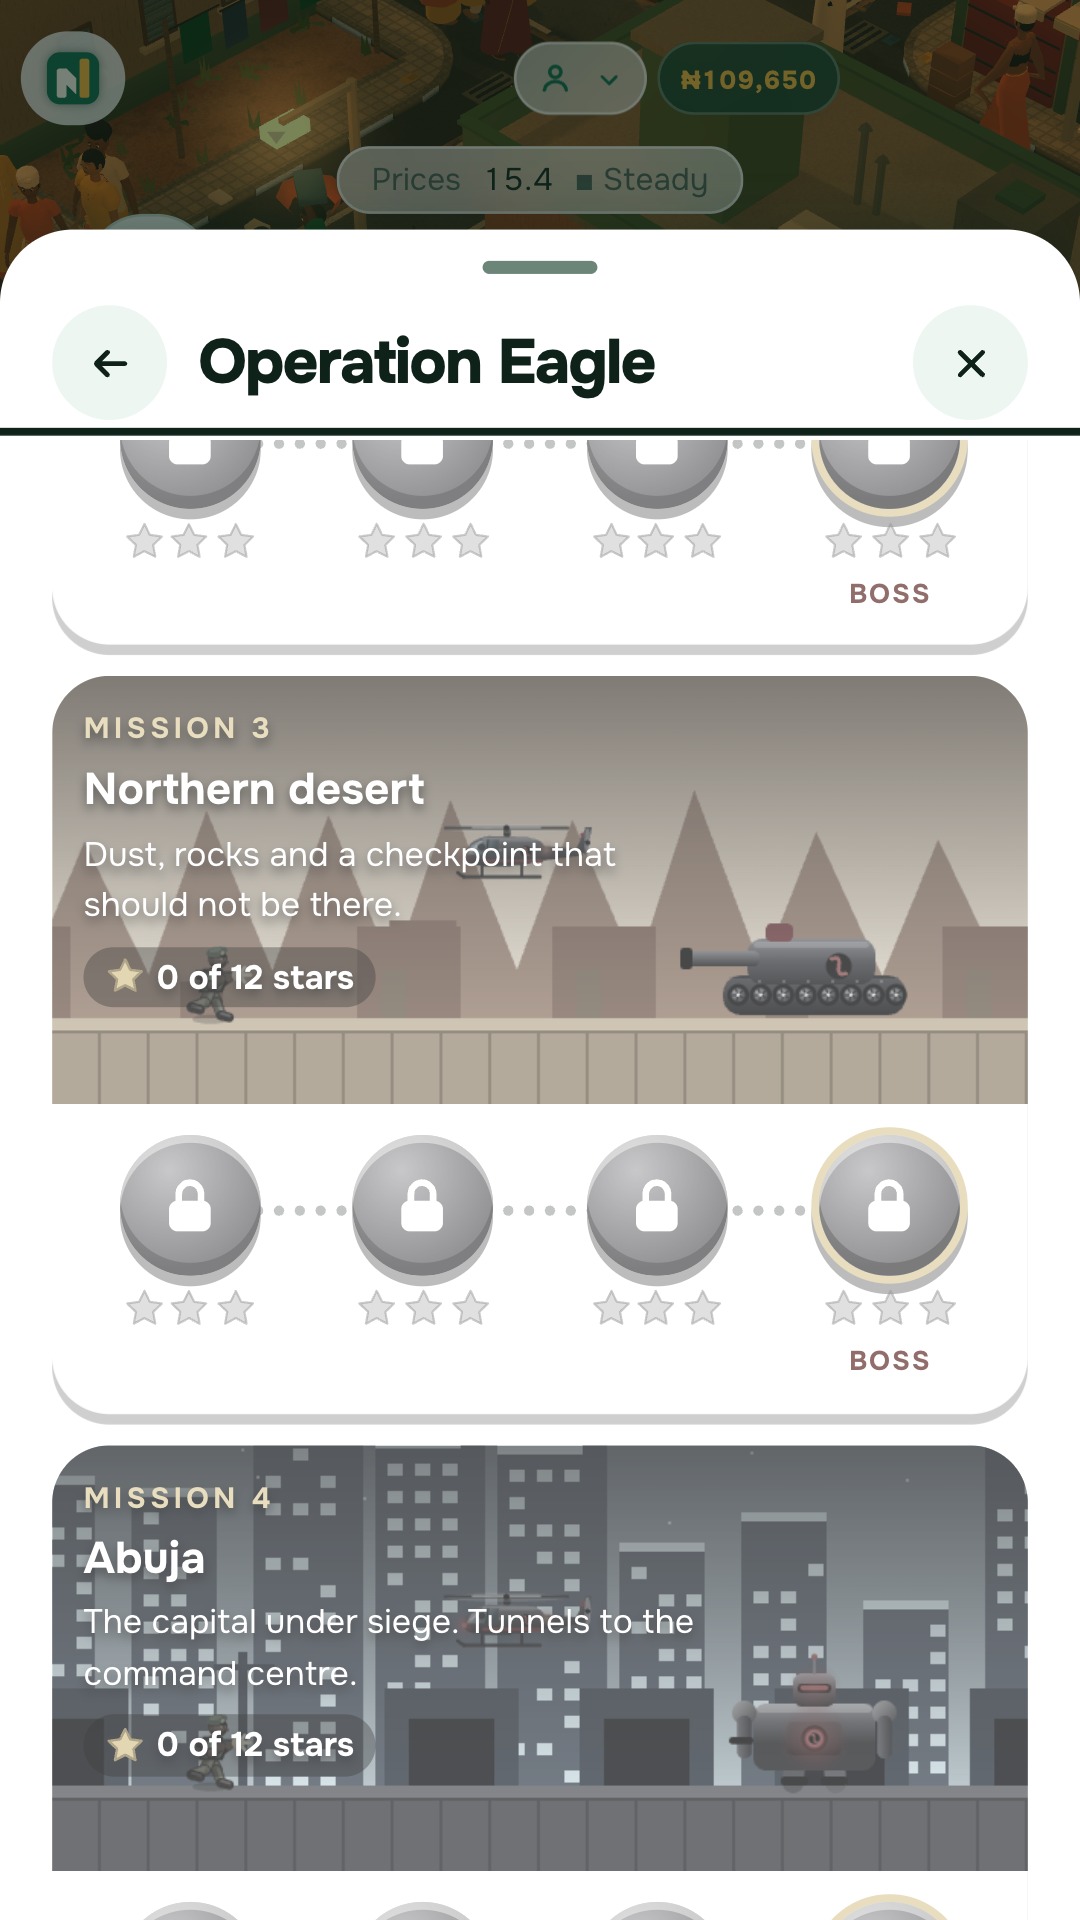 ₦109,650
Prices 15.4 ■ Steady
Operation Eagle
BOSS
MISSION 3
Northern desert
Dust, rocks and a checkpoint that
should not be there.
0 of 12 stars
BOSS
MISSION 4
Abuja
The capital under siege. Tunnels to the
command centre.
0 of 12 stars